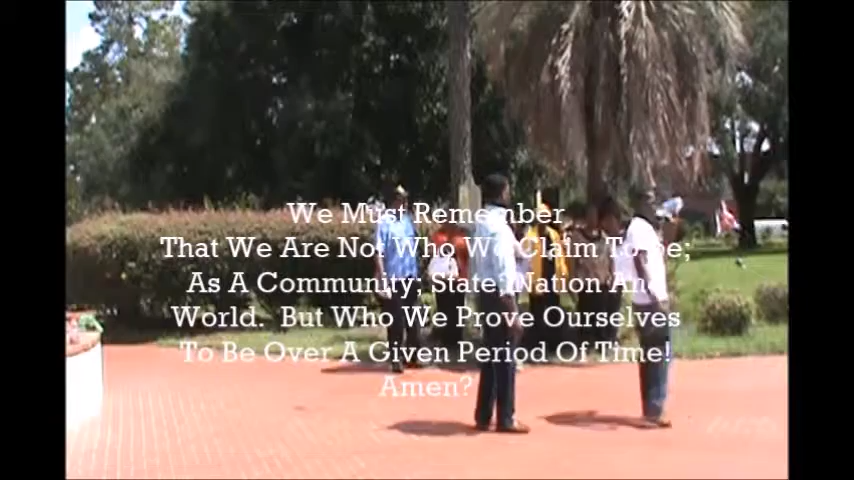 We Must Remember
That We Are Not Who We Claim To be;
As A Community; State, Nation And
World.  But Who We Prove Ourselves
To Be Over A Given Period Of Time!
Amen?